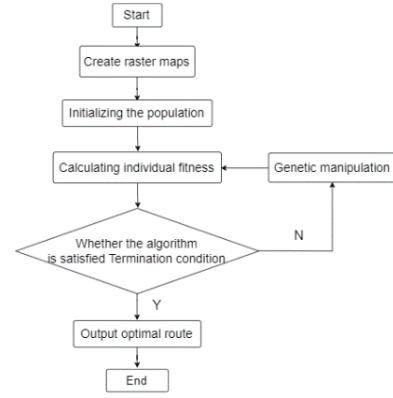 Start
Create raster maps
Initializing the population
Calculating individual fitness
Genetic manipulation
Whether the algorithm
is satisfied Termination condition
N
Y
Output optimal route
End